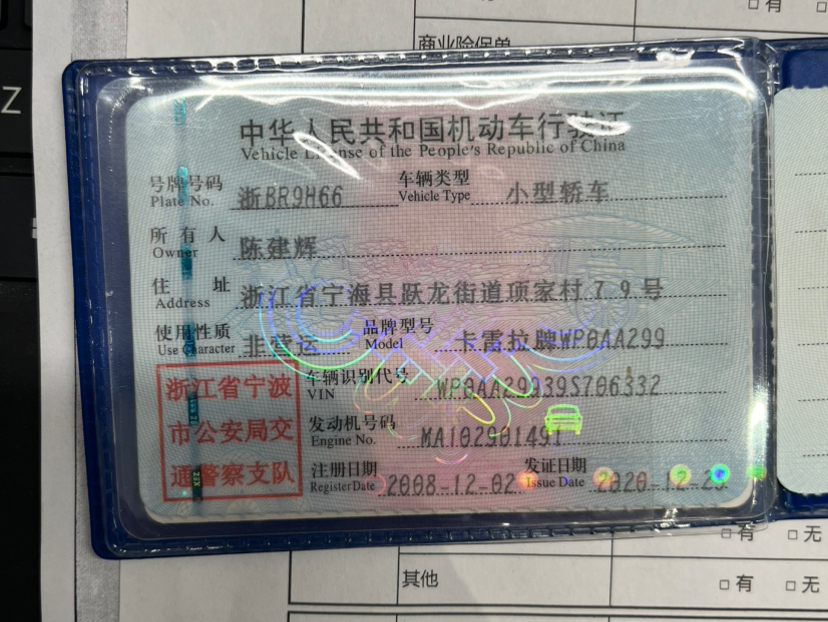 Z
□ 有
商业险保单
中华人民共和国机动车行驶证
Vehicle License of the People's Republic of China
号牌号码 浙BR9H66 车辆类型 小型轿车
Plate No. Vehicle Type
所有人 陈建辉
Owner
住址 浙江省宁海县跃龙街道项家村79号
Address
使用性质 非营运 品牌型号 卡雷拉牌WP0AA299
Use Character Model
浙江省宁波
市公安局交
通警察支队
车辆识别代号 WP0AA29939S706332
VIN
发动机号码 MA102901491
Engine No.
注册日期 2008-12-02 发证日期 2020-12-23
Register Date Issue Date
□ 有 □ 无
其他 □ 有 □ 无